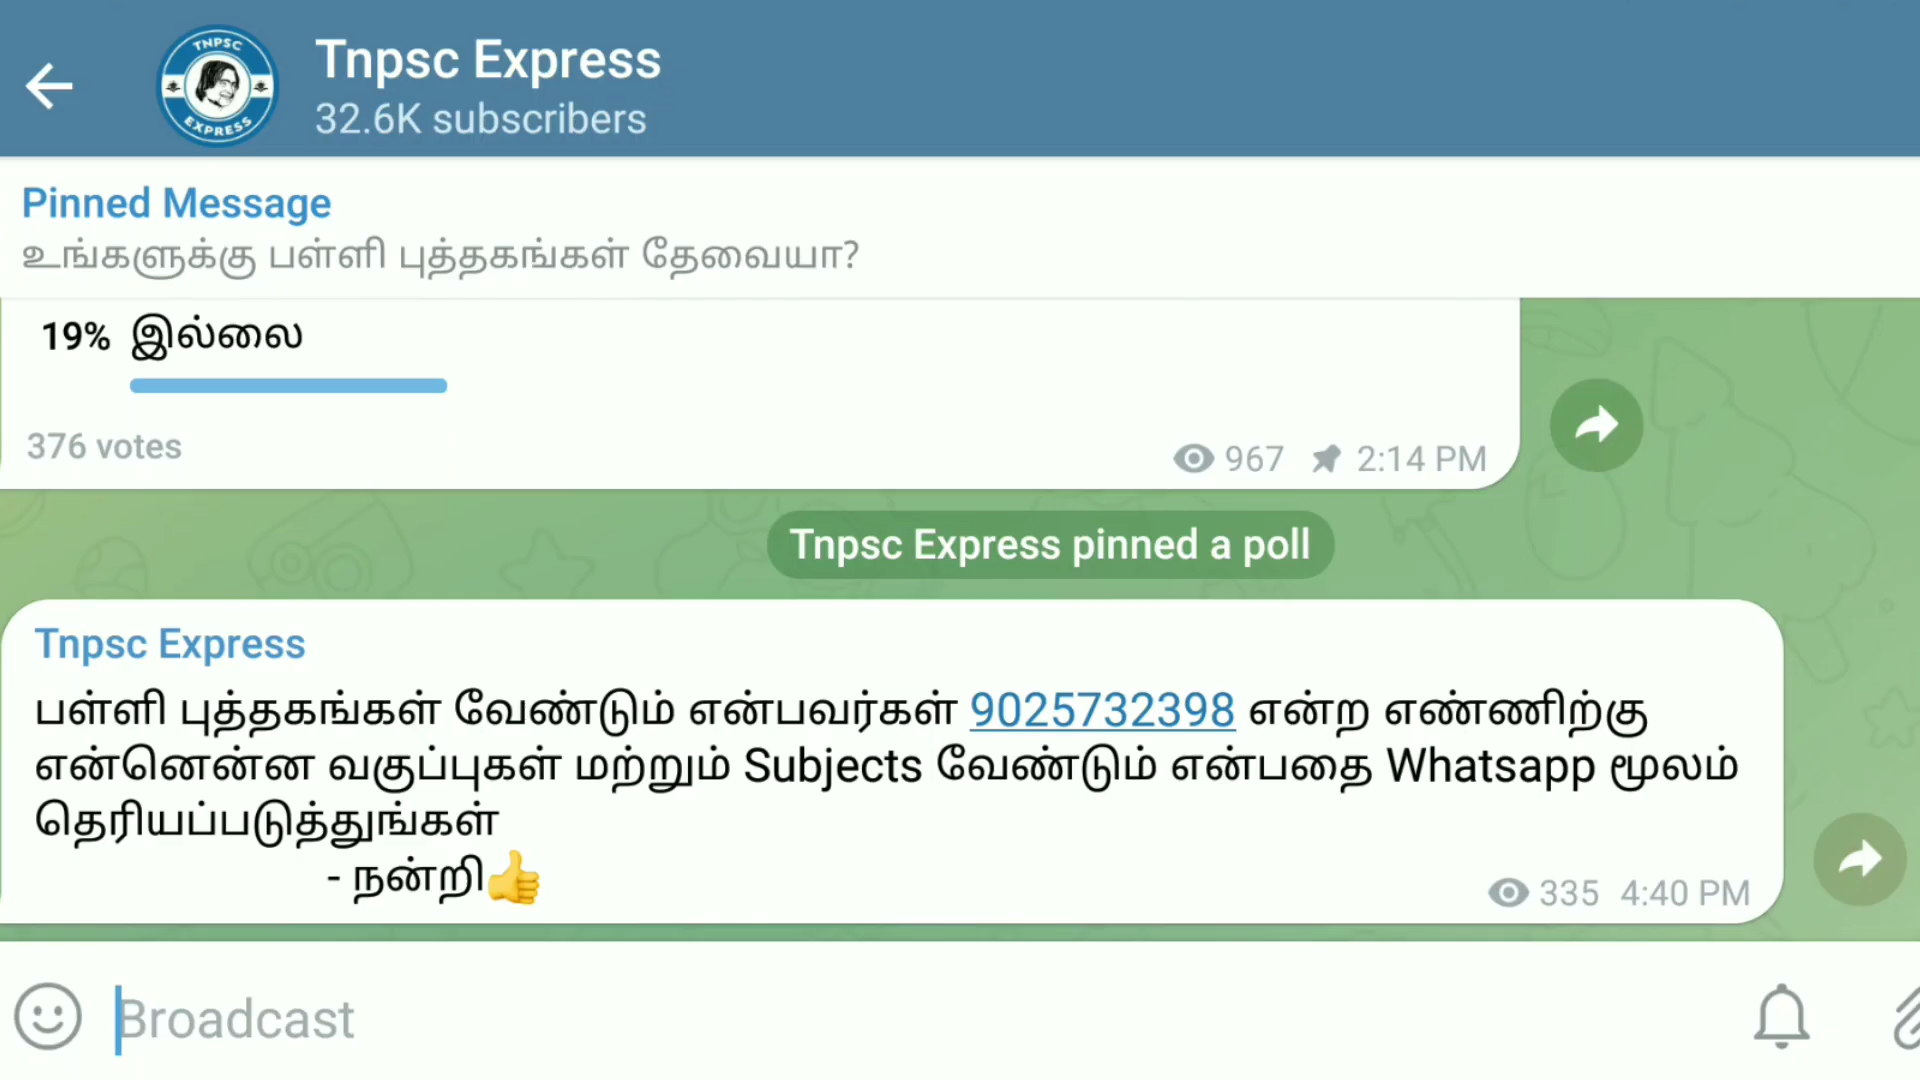 TNPSC
EXPRESS
Tnpsc Express
32.6K subscribers
Pinned Message
உங்களுக்கு பள்ளி புத்தகங்கள் தேவையா?
19% இல்லை
376 votes
967 2:14 PM
Tnpsc Express pinned a poll
Tnpsc Express
பள்ளி புத்தகங்கள் வேண்டும் என்பவர்கள் 9025732398 என்ற எண்ணிற்கு
என்னென்ன வகுப்புகள் மற்றும் Subjects வேண்டும் என்பதை Whatsapp மூலம்
தெரியப்படுத்துங்கள்
- நன்றி👍
335 4:40 PM
Broadcast